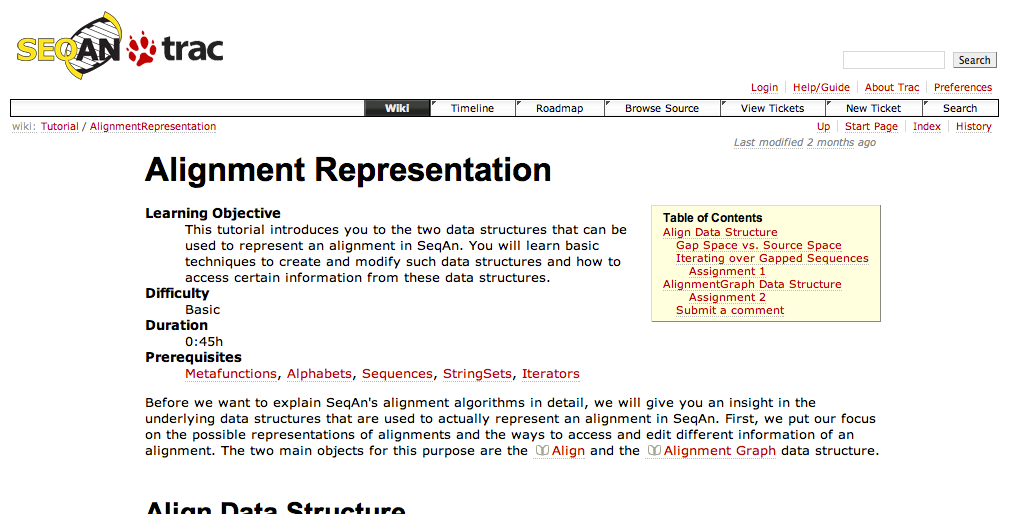 SEQAN trac
Search
Login Help/Guide About Trac Preferences
Wiki Timeline Roadmap Browse Source View Tickets New Ticket Search
wiki: Tutorial / AlignmentRepresentation
Up Start Page Index History
Last modified 2 months ago
Alignment Representation
Learning Objective
This tutorial introduces you to the two data structures that can be
used to represent an alignment in SeqAn. You will learn basic
techniques to create and modify such data structures and how to
access certain information from these data structures.
Difficulty
Basic
Duration
0:45h
Prerequisites
Metafunctions, Alphabets, Sequences, StringSets, Iterators
Table of Contents
Align Data Structure
Gap Space vs. Source Space
Iterating over Gapped Sequences
Assignment 1
AlignmentGraph Data Structure
Assignment 2
Submit a comment
Before we want to explain SeqAn's alignment algorithms in detail, we will give you an insight in the
underlying data structures that are used to actually represent an alignment in SeqAn. First, we put our focus
on the possible representations of alignments and the ways to access and edit different information of an
alignment. The two main objects for this purpose are the Align and the Alignment Graph data structure.
Align Data Structure